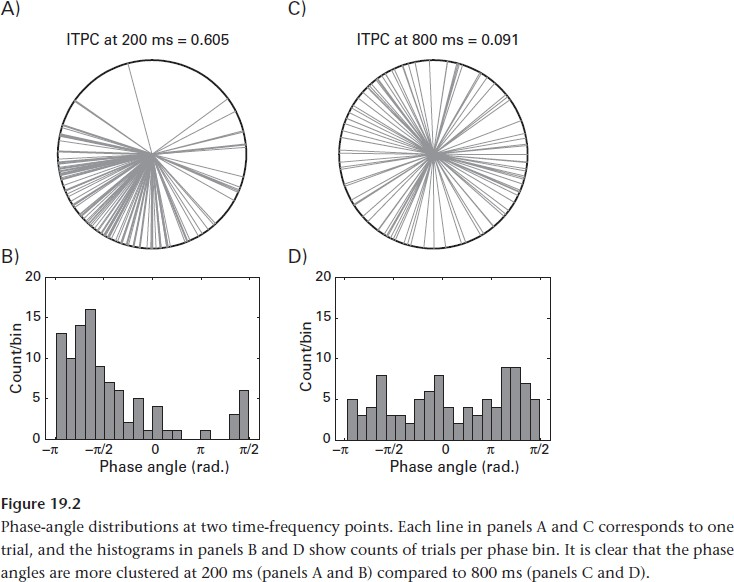 A)
ITPC at 200 ms = 0.605
C)
ITPC at 800 ms = 0.091
B)
20
15
10
5
0
Count/bin
−π
−π/2
0
π
π/2
Phase angle (rad.)
D)
20
15
10
5
0
Count/bin
−π
−π/2
0
π
π/2
Phase angle (rad.)
Figure 19.2
Phase-angle distributions at two time-frequency points. Each line in panels A and C corresponds to one
trial, and the histograms in panels B and D show counts of trials per phase bin. It is clear that the phase
angles are more clustered at 200 ms (panels A and B) compared to 800 ms (panels C and D).